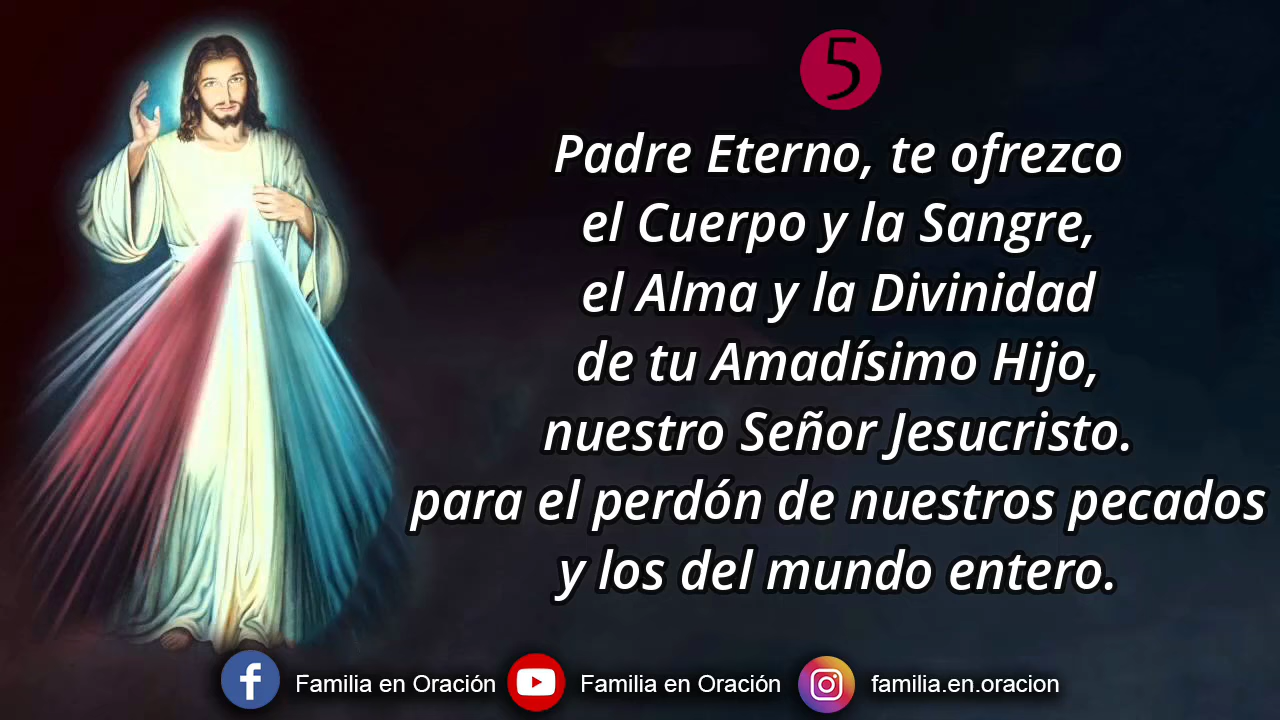 5
Padre Eterno, te ofrezco
el Cuerpo y la Sangre,
el Alma y la Divinidad
de tu Amadísimo Hijo,
nuestro Señor Jesucristo.
para el perdón de nuestros pecados
y los del mundo entero.
Familia en Oración Familia en Oración familia.en.oracion